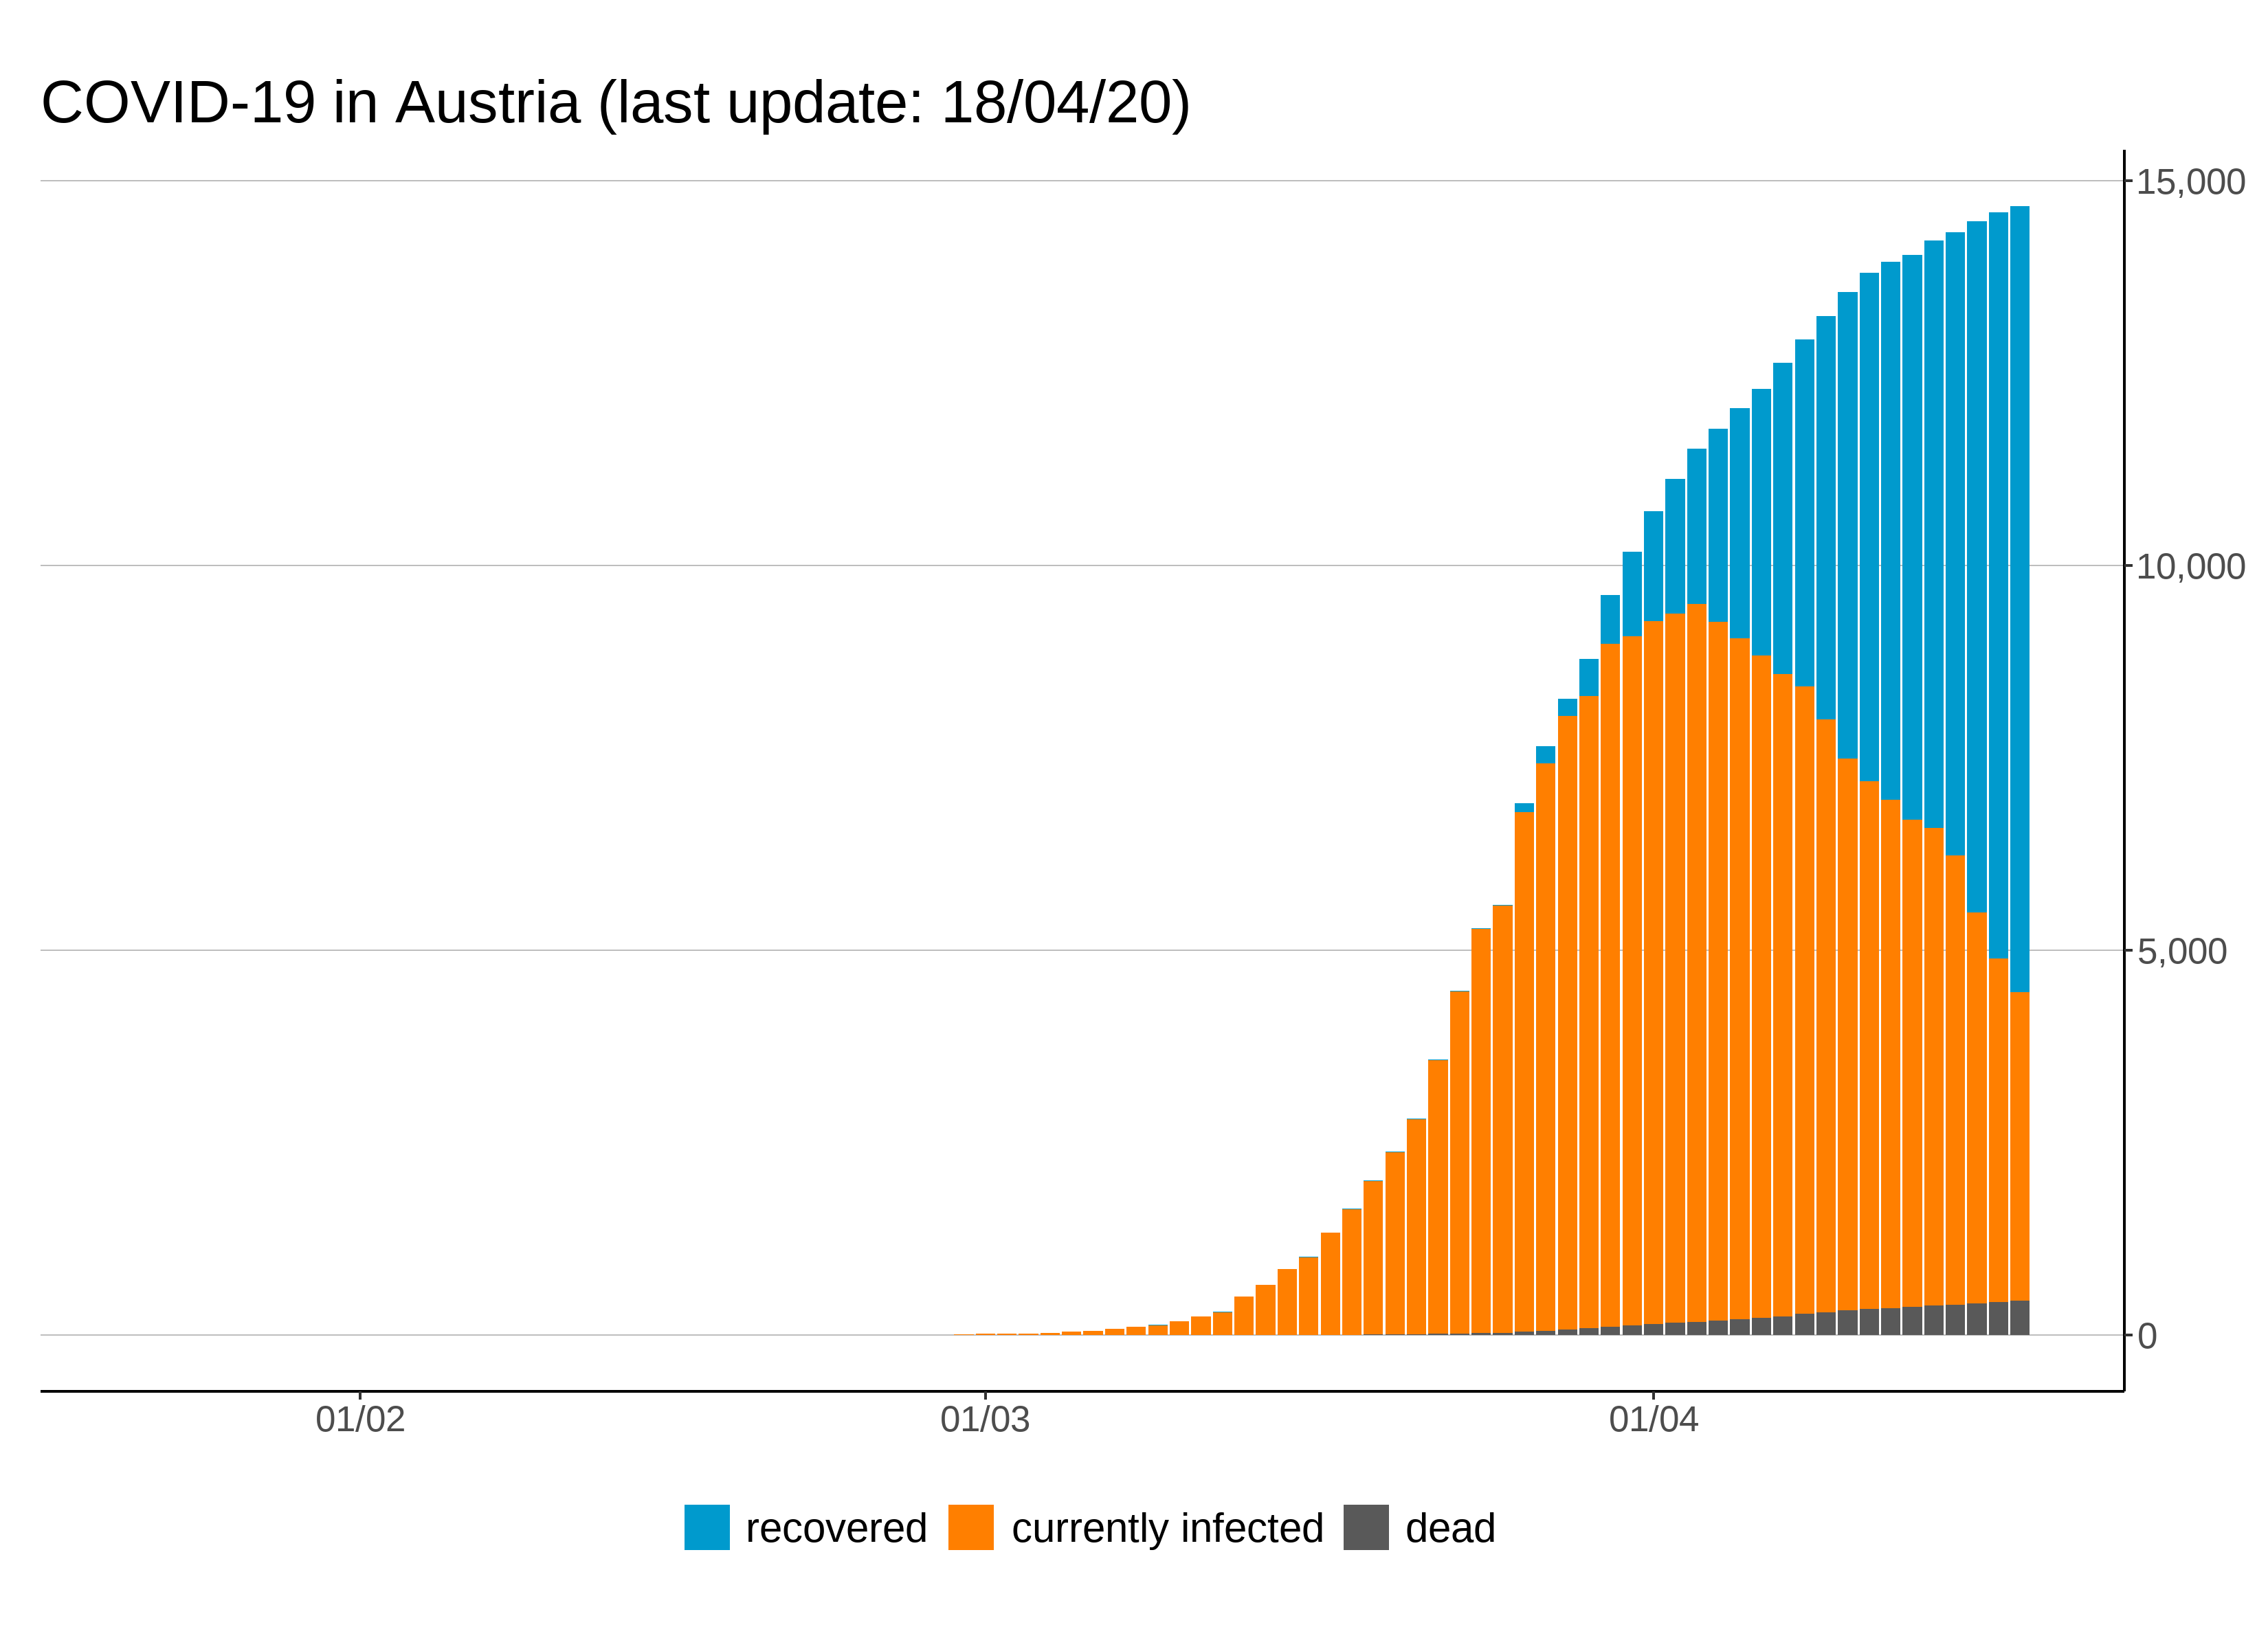 COVID-19 in Austria (last update: 18/04/20)
15,000
10,000
5,000
0
01/02 01/03 01/04
recovered currently infected dead